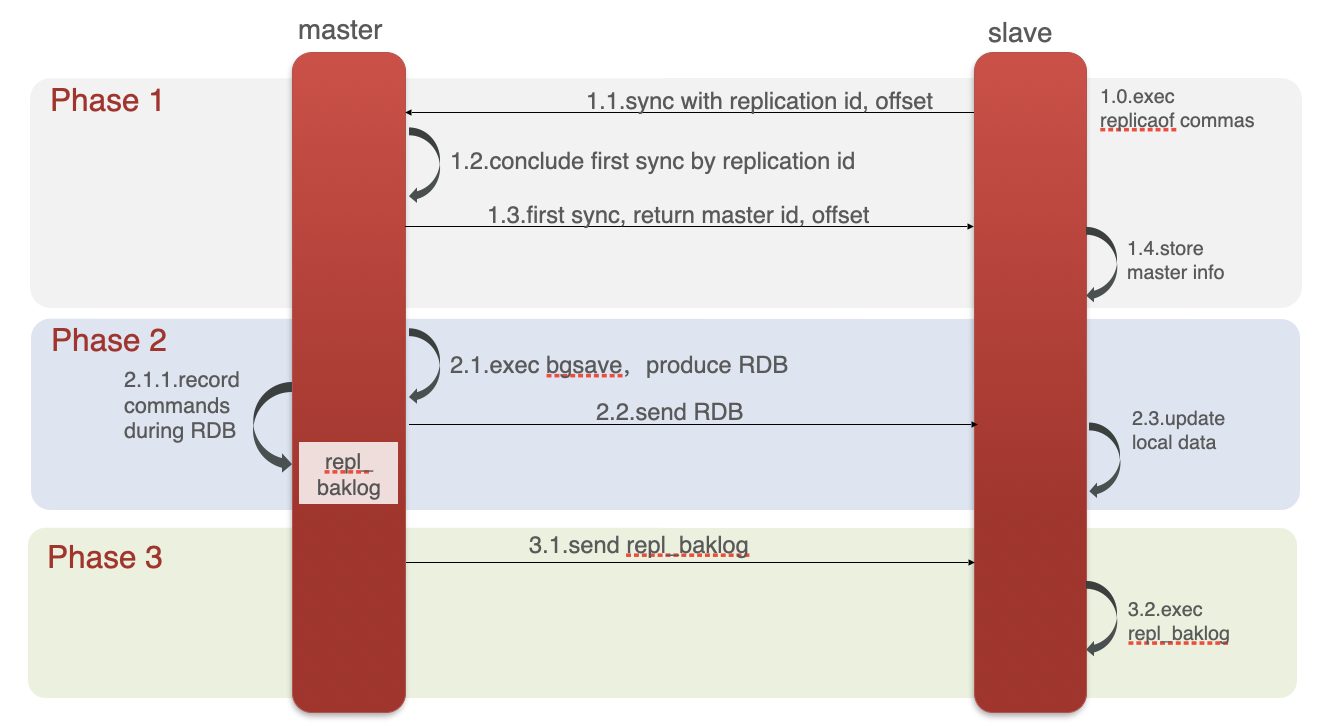 master
slave
Phase 1
1.1.sync with replication id, offset
1.0.exec
replicaof commas
1.2.conclude first sync by replication id
1.3.first sync, return master id, offset
1.4.store
master info
Phase 2
2.1.exec bgsave，produce RDB
2.1.1.record
commands
during RDB
2.2.send RDB
2.3.update
local data
repl_
baklog
Phase 3
3.1.send repl_baklog
3.2.exec
repl_baklog